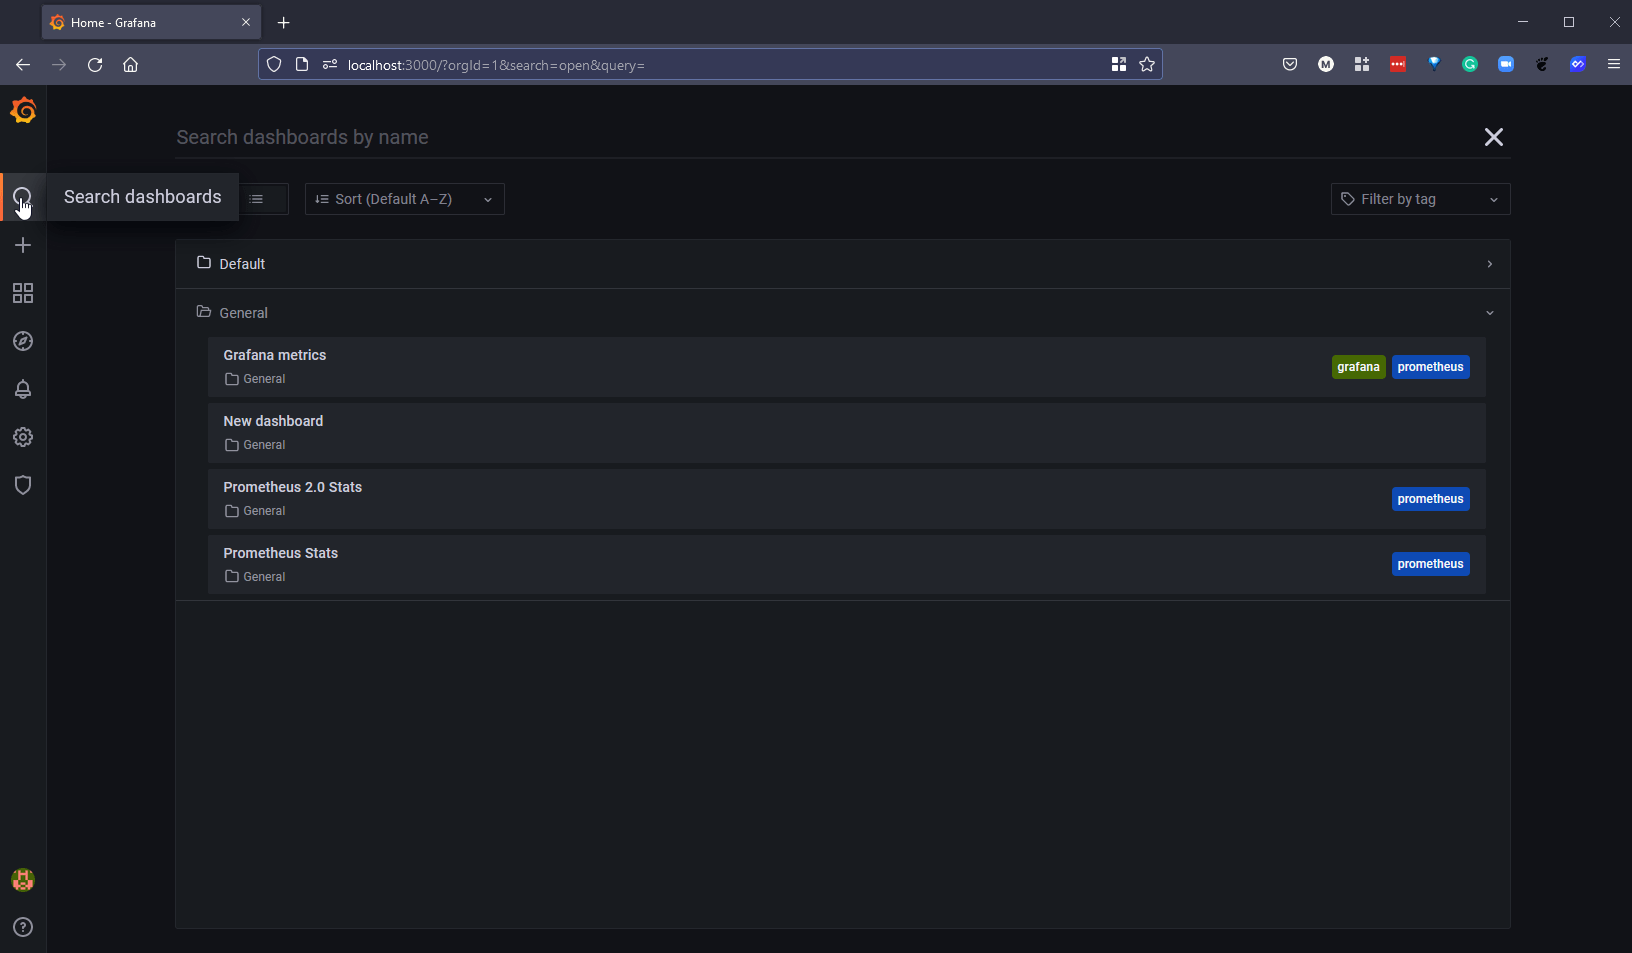 Home - Grafana
localhost:3000/?orgId=1&search=open&query=
Search dashboards by name
Search dashboards
Sort (Default A–Z)
Filter by tag
Default
General
Grafana metrics
General
grafana
prometheus
New dashboard
General
Prometheus 2.0 Stats
General
prometheus
Prometheus Stats
General
prometheus